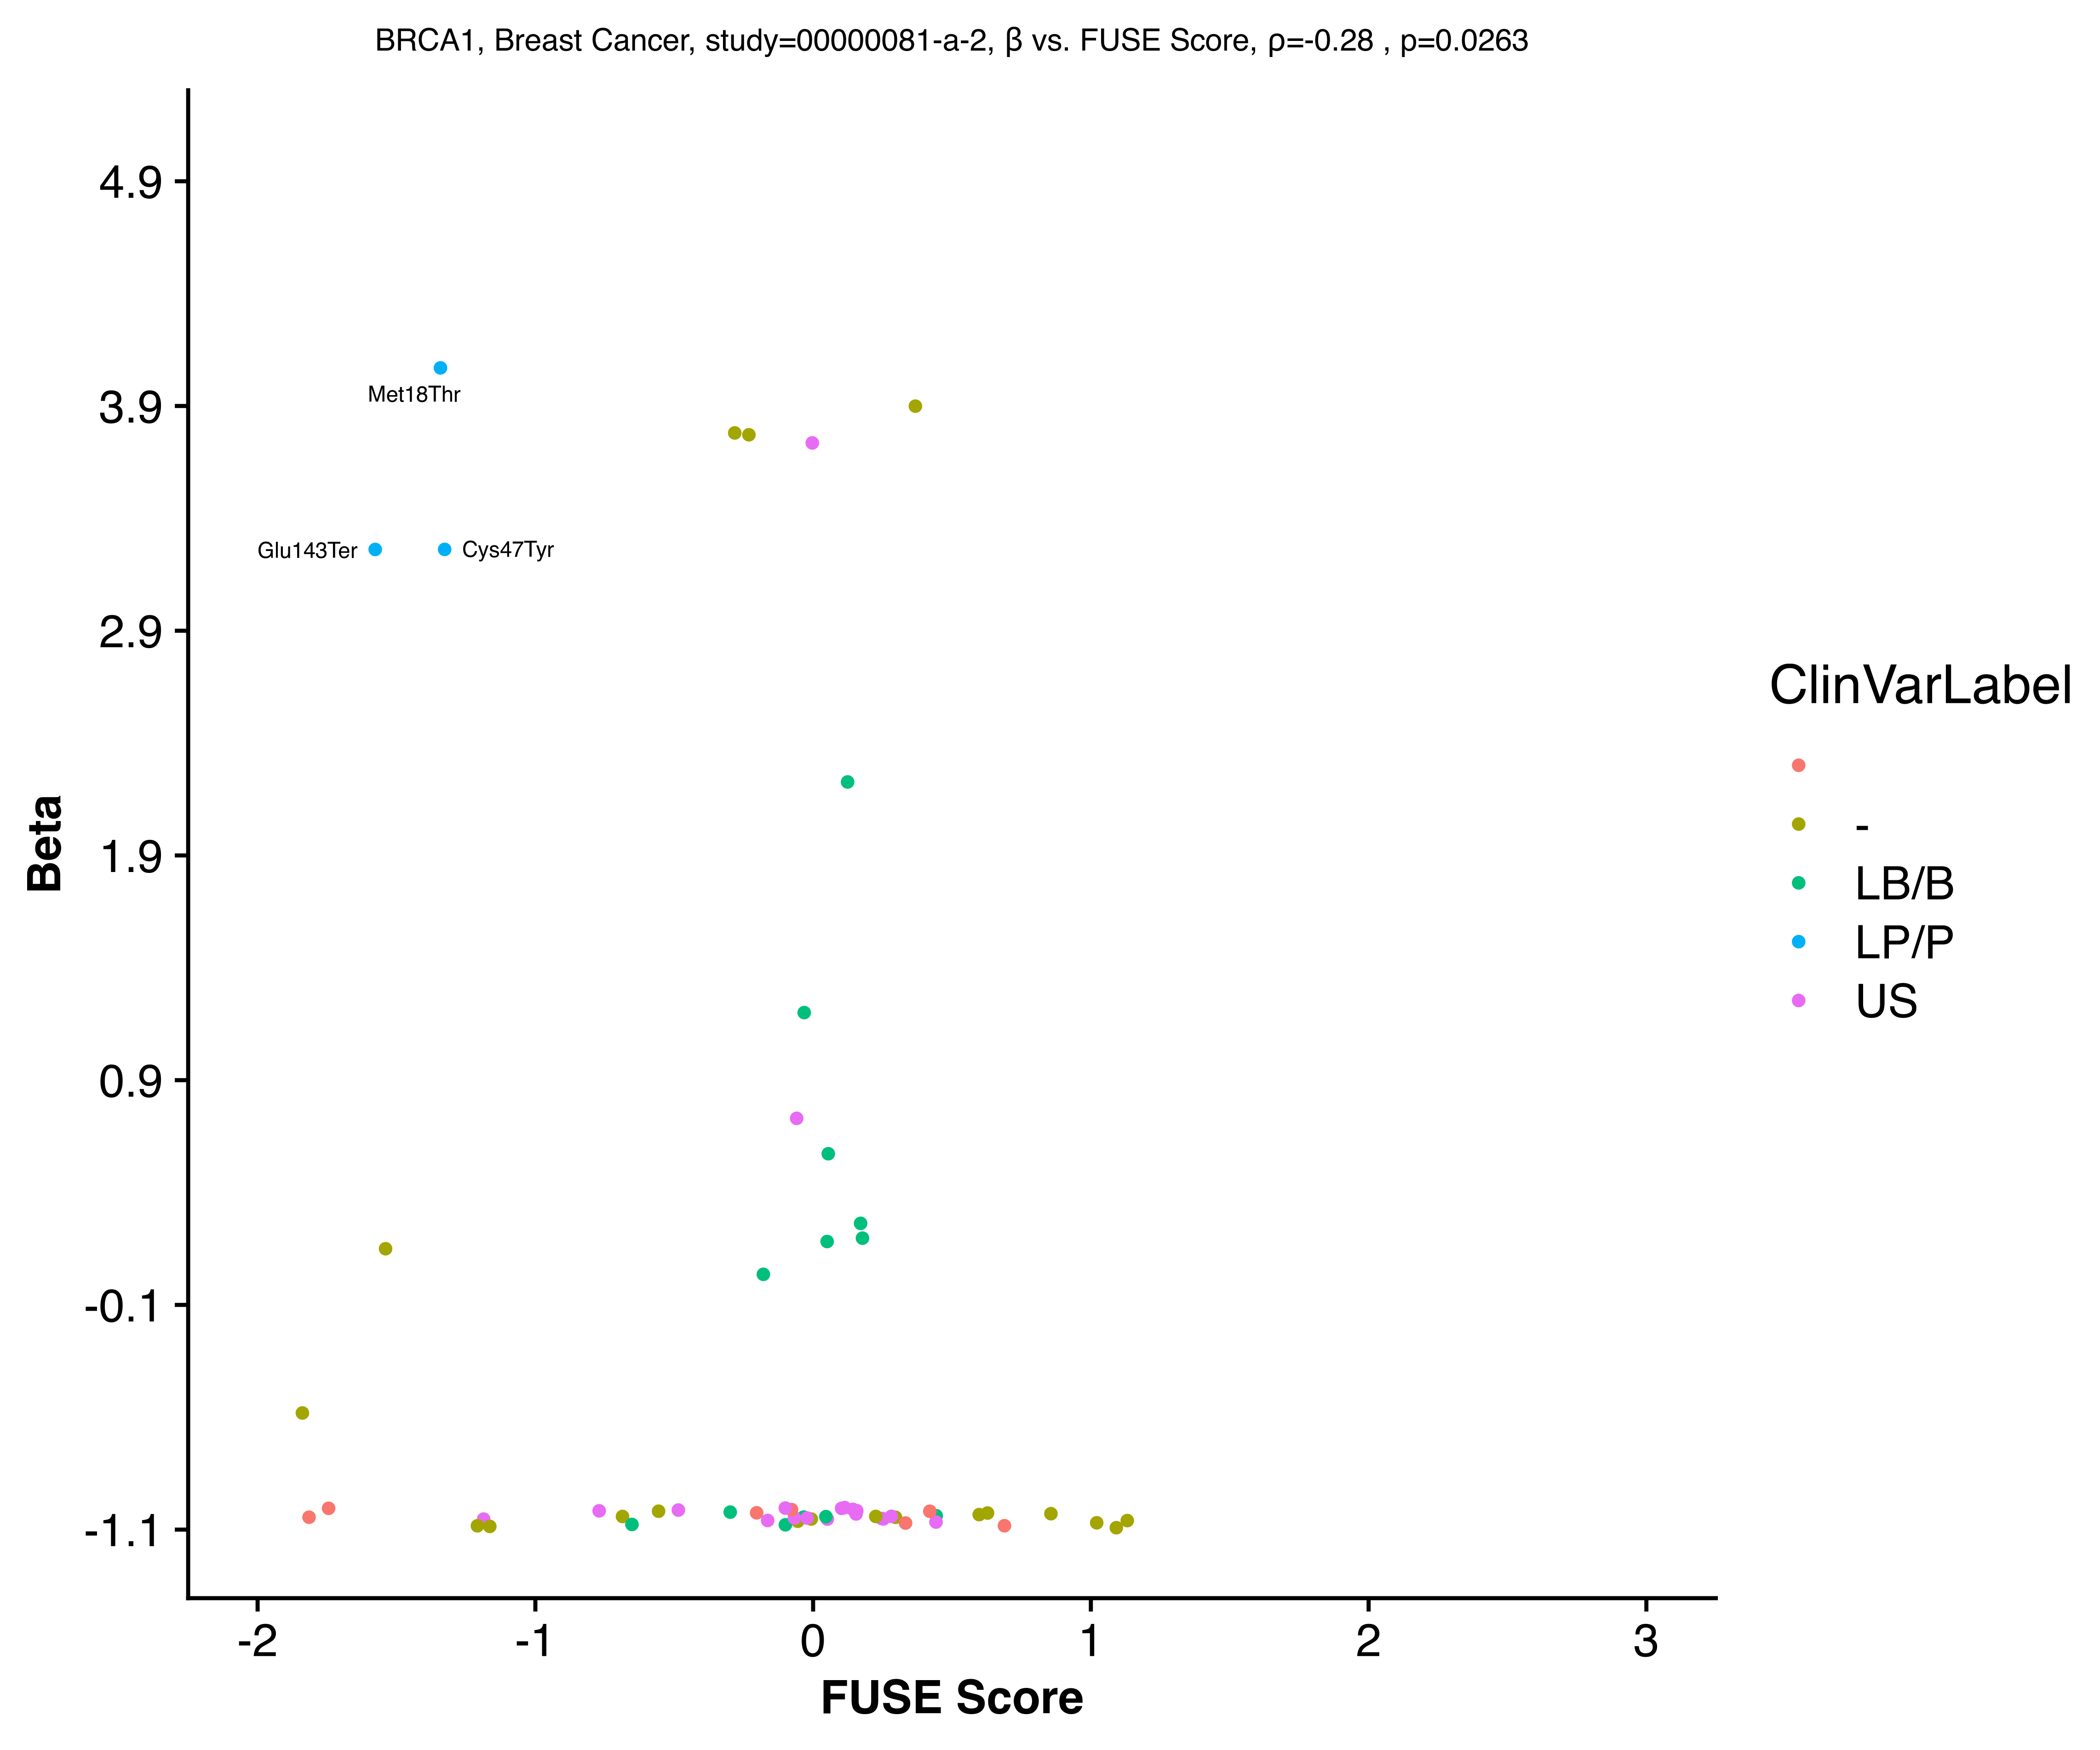 BRCA1, Breast Cancer, study=00000081-a-2, β vs. FUSE Score, ρ=-0.28 , p=0.0263
4.9
3.9
2.9
1.9
0.9
-0.1
-1.1
Beta
Met18Thr
Glu143Ter
Cys47Tyr
-2
-1
0
1
2
3
FUSE Score
ClinVarLabel
-
LB/B
LP/P
US